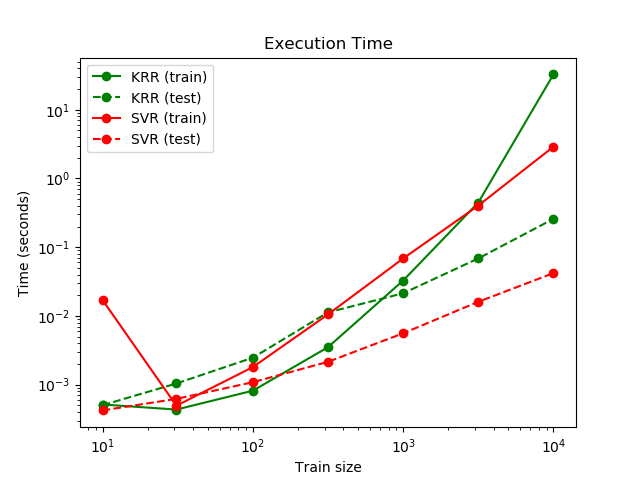 Execution Time
KRR (train)
KRR (test)
SVR (train)
SVR (test)
Time (seconds)
10¹
10⁰
10⁻¹
10⁻²
10⁻³
10¹ 10² 10³ 10⁴
Train size